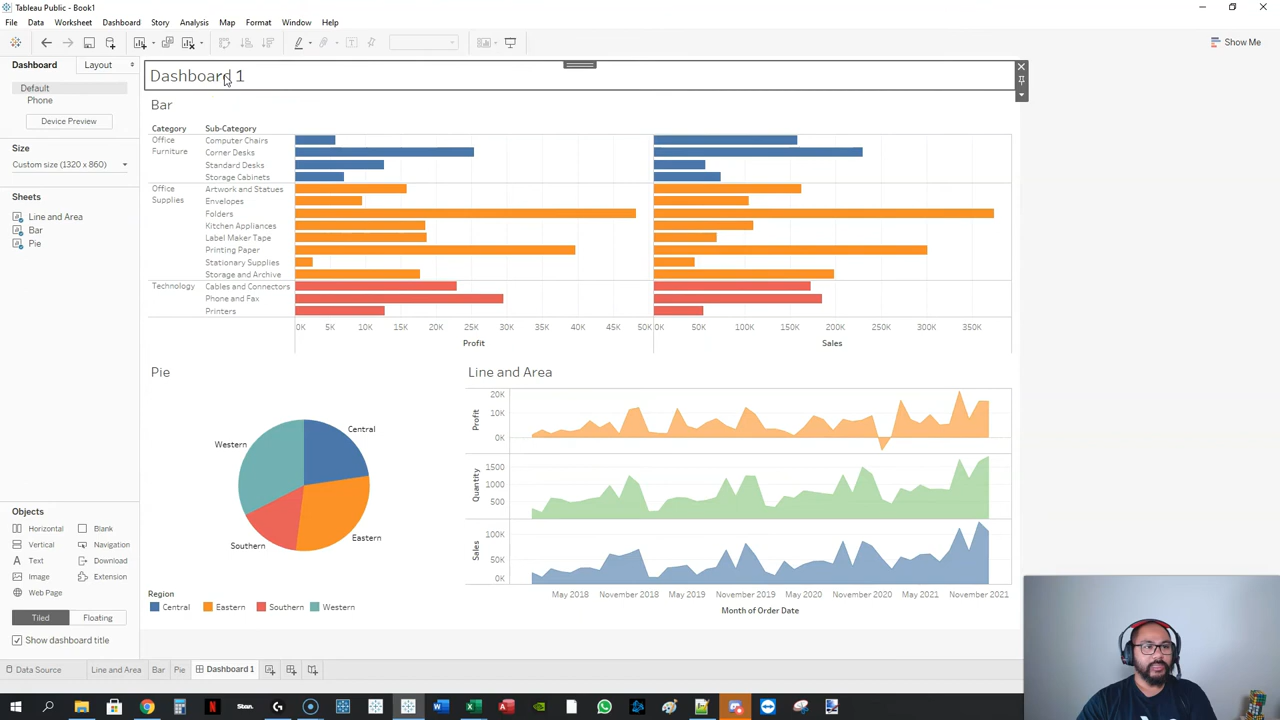 Tableau Public - Book1
File Data Worksheet Dashboard Story Analysis Map Format Window Help
Show Me
Dashboard Layout
Default
Phone
Device Preview
Size
Custom size (1320 x 860)
Sheets
Line and Area
Bar
Pie
Objects
Horizontal Blank
Vertical Navigation
Text Download
Image Extension
Web Page
Tiled Floating
Show dashboard title
Dashboard 1
Bar
Category Sub-Category
Office Furniture
Computer Chairs
Corner Desks
Standard Desks
Storage Cabinets
Office Supplies
Artwork and Statues
Envelopes
Folders
Kitchen Appliances
Label Maker Tape
Printing Paper
Stationary Supplies
Storage and Archive
Technology
Cables and Connectors
Phone and Fax
Printers
0K 5K 10K 15K 20K 25K 30K 35K 40K 45K 50K
0K 50K 100K 150K 200K 250K 300K 350K
Profit
Sales
Pie
Western
Central
Southern
Eastern
Region
Central Eastern Southern Western
Line and Area
Profit
20K
10K
0K
Quantity
1500
1000
500
Sales
100K
50K
0K
May 2018 November 2018 May 2019 November 2019 May 2020 November 2020 May 2021 November 2021
Month of Order Date
Data Source Line and Area Bar Pie Dashboard 1
Stan.